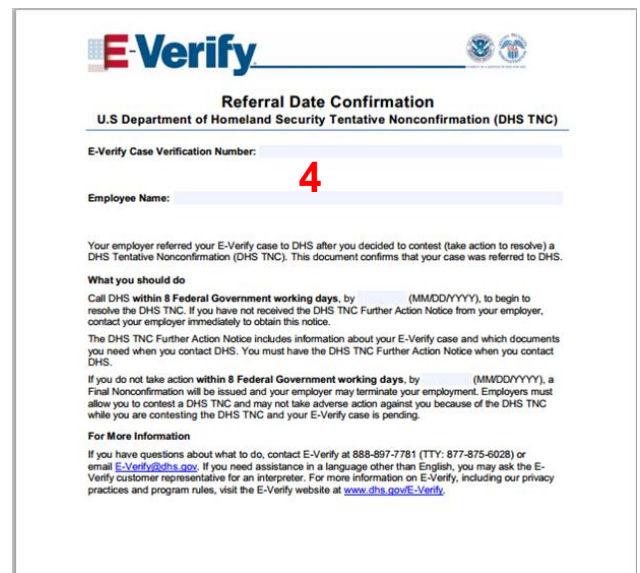 E-Verify
Referral Date Confirmation
U.S Department of Homeland Security Tentative Nonconfirmation (DHS TNC)
E-Verify Case Verification Number:
4
Employee Name:
Your employer referred your E-Verify case to DHS after you decided to contest (take action to resolve) a
DHS Tentative Nonconfirmation (DHS TNC). This document confirms that your case was referred to DHS.
What you should do
Call DHS within 8 Federal Government working days, by (MM/DD/YYYY), to begin to
resolve the DHS TNC. If you have not received the DHS TNC Further Action Notice from your employer,
contact your employer immediately to obtain this notice.
The DHS TNC Further Action Notice includes information about your E-Verify case and which documents
you need when you contact DHS. You must have the DHS TNC Further Action Notice when you contact
DHS.
If you do not take action within 8 Federal Government working days, by (MM/DD/YYYY), a
Final Nonconfirmation will be issued and your employer may terminate your employment. Employers must
allow you to contest a DHS TNC and may not take adverse action against you because of the DHS TNC
while you are contesting the DHS TNC and your E-Verify case is pending.
For More Information
If you have questions about what to do, contact E-Verify at 888-897-7781 (TTY: 877-875-6028) or
email E-Verify@dhs.gov. If you need assistance in a language other than English, you may ask the E-
Verify customer representative for an interpreter. For more information on E-Verify, including our privacy
practices and program rules, visit the E-Verify website at www.dhs.gov/E-Verify.